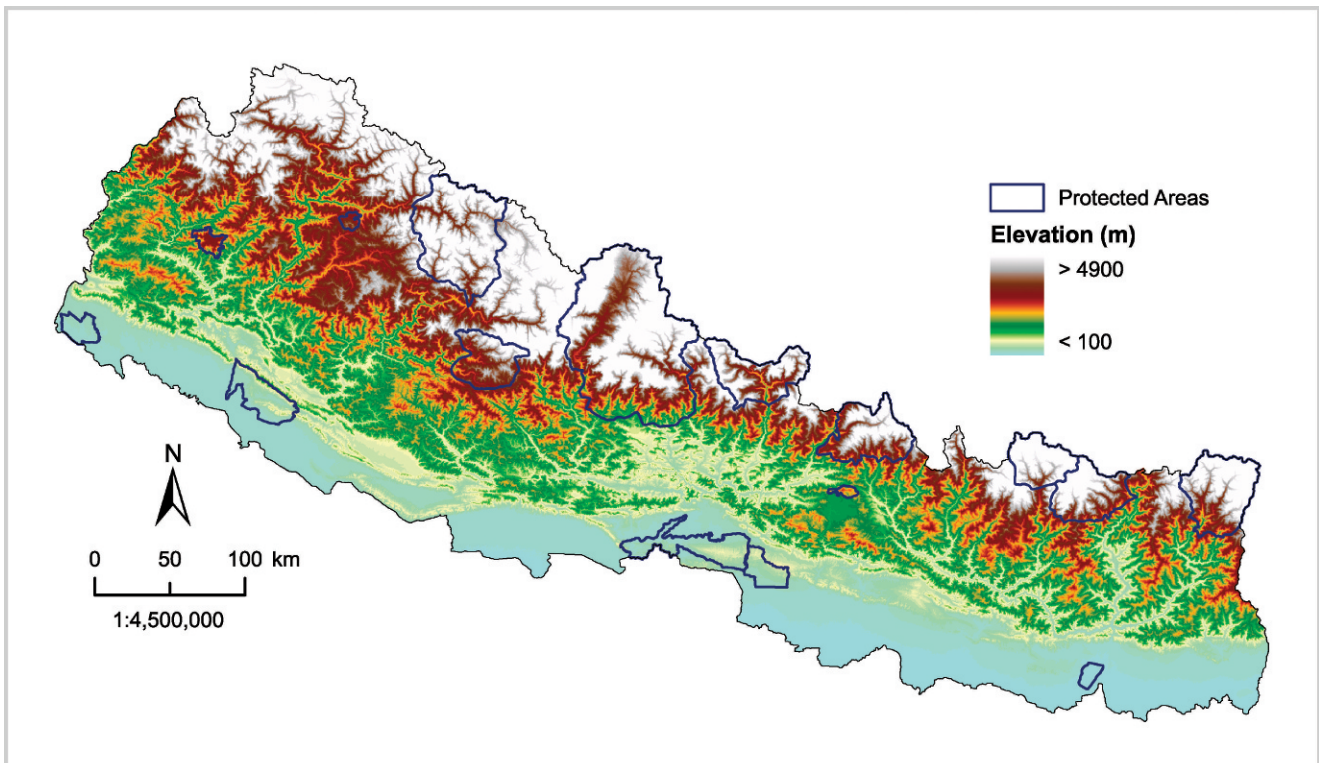 Protected Areas
Elevation (m)
> 4900
< 100
N
0 50 100 km
1:4,500,000